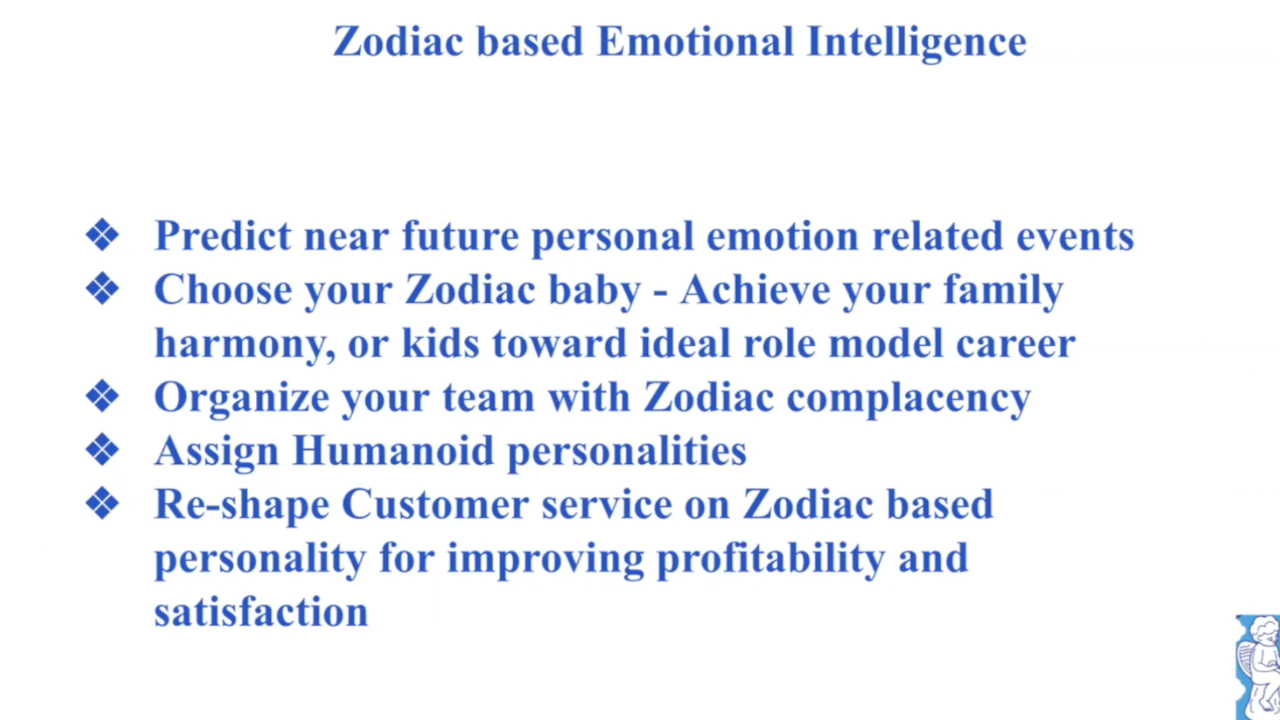 Zodiac based Emotional Intelligence
❖ Predict near future personal emotion related events
❖ Choose your Zodiac baby - Achieve your family
harmony, or kids toward ideal role model career
❖ Organize your team with Zodiac complacency
❖ Assign Humanoid personalities
❖ Re-shape Customer service on Zodiac based
personality for improving profitability and
satisfaction